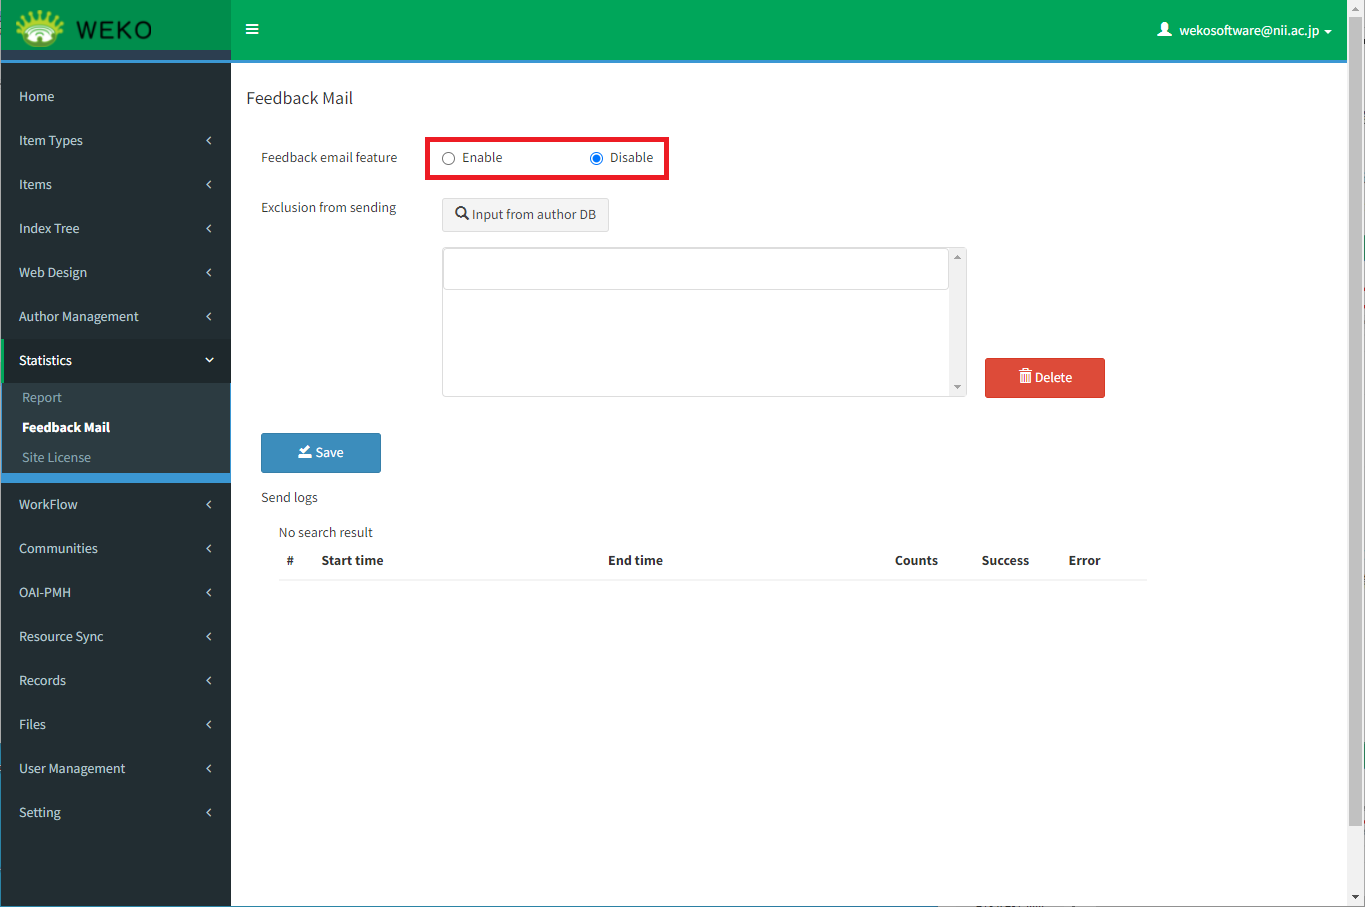 WEKO
wekosoftware@nii.ac.jp
Home
Item Types
Items
Index Tree
Web Design
Author Management
Statistics
Report
Feedback Mail
Site License
WorkFlow
Communities
OAI-PMH
Resource Sync
Records
Files
User Management
Setting
Feedback Mail
Feedback email feature
Enable
Disable
Exclusion from sending
Input from author DB
Delete
Save
Send logs
No search result
# Start time End time Counts Success Error